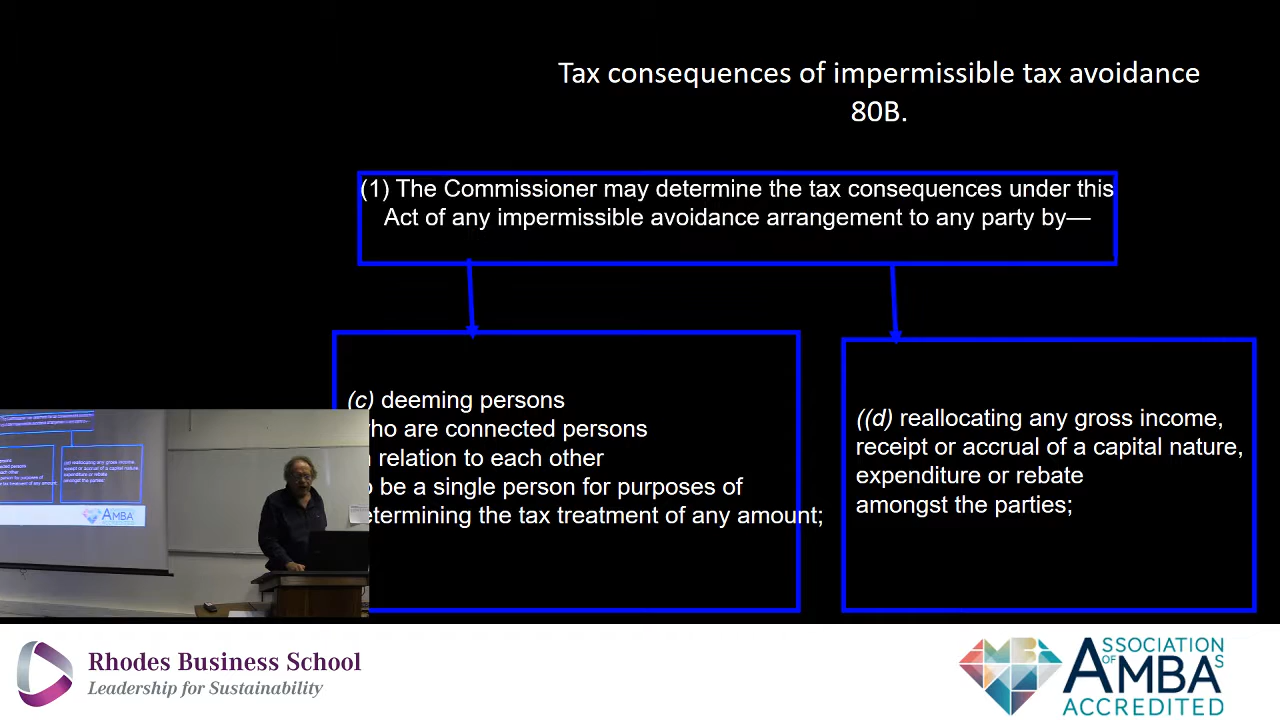 Tax consequences of impermissible tax avoidance
80B.
(1) The Commissioner may determine the tax consequences under this
Act of any impermissible avoidance arrangement to any party by—
(c) deeming persons
who are connected persons
relation to each other
be a single person for purposes of
etermining the tax treatment of any amount;
((d) reallocating any gross income,
receipt or accrual of a capital nature,
expenditure or rebate
amongst the parties;
Rhodes Business School
Leadership for Sustainability
ASSOCIATION
OF AMBAs
ACCREDITED